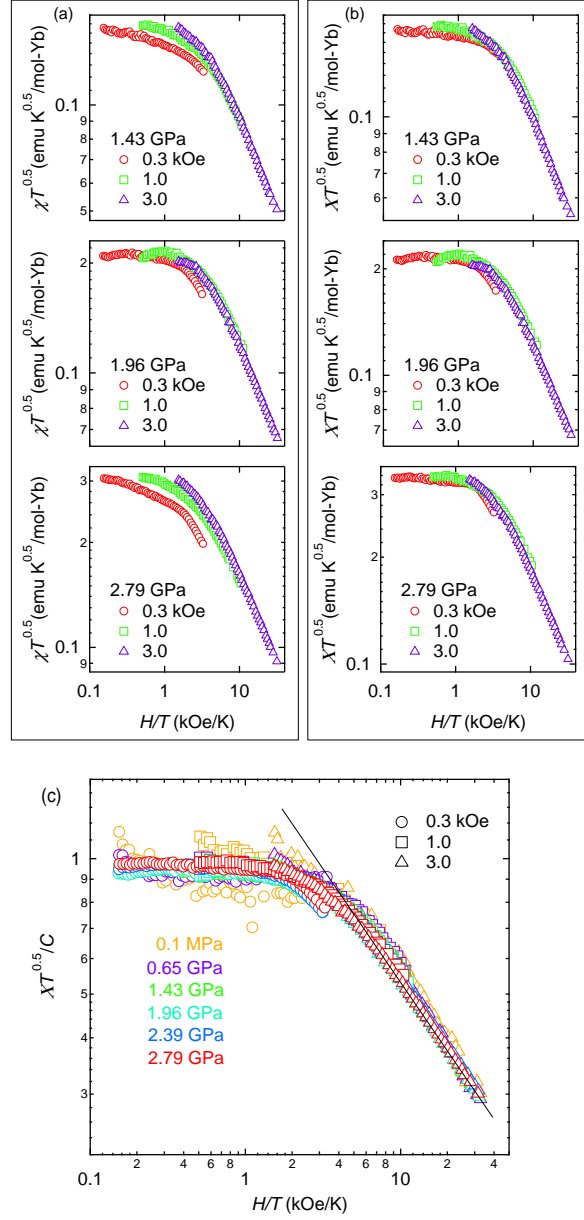 (a)
0.1
9
8
7
6
5
χT^0.5 (emu K^0.5/mol-Yb)
1.43 GPa
0.3 kOe
1.0
3.0
2
0.1
9
8
7
χT^0.5 (emu K^0.5/mol-Yb)
1.96 GPa
0.3 kOe
1.0
3.0
3
2
0.1
9
χT^0.5 (emu K^0.5/mol-Yb)
2.79 GPa
0.3 kOe
1.0
3.0
0.1
1
10
H/T (kOe/K)
(b)
0.1
9
8
7
6
XT^0.5 (emu K^0.5/mol-Yb)
1.43 GPa
0.3 kOe
1.0
3.0
2
0.1
9
8
7
XT^0.5 (emu K^0.5/mol-Yb)
1.96 GPa
0.3 kOe
1.0
3.0
3
2
0.1
XT^0.5 (emu K^0.5/mol-Yb)
2.79 GPa
0.3 kOe
1.0
3.0
0.1
1
10
H/T (kOe/K)
(c)
0.3 kOe
1.0
3.0
1
9
8
7
6
5
4
3
XT^0.5/C
0.1 MPa
0.65 GPa
1.43 GPa
1.96 GPa
2.39 GPa
2.79 GPa
2 4 6 8 2 4 6 8 2 4
0.1 1 10
H/T (kOe/K)